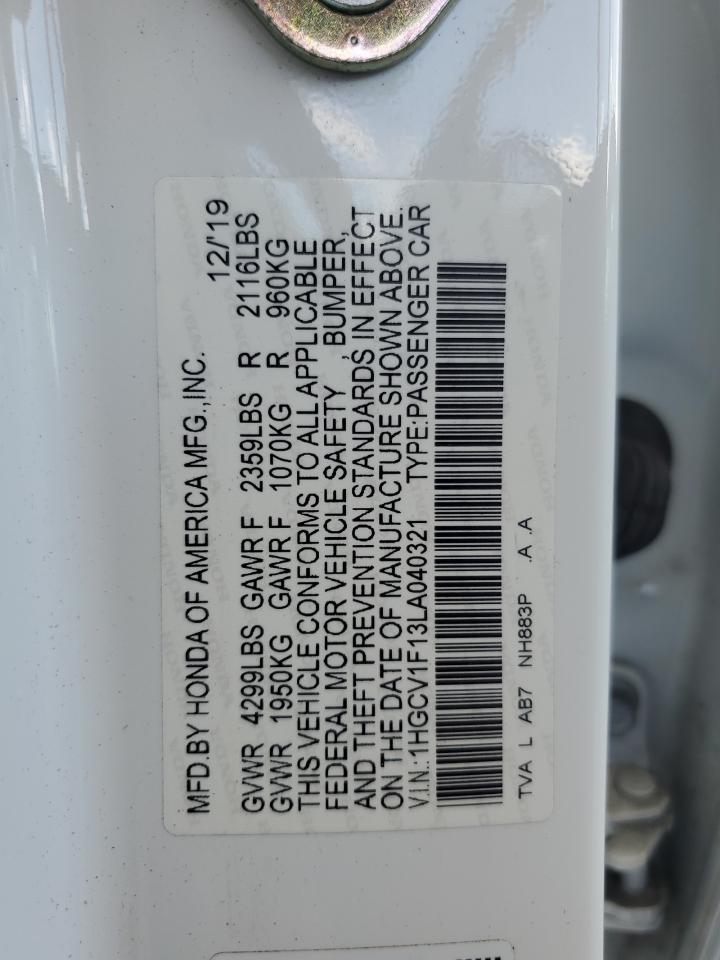 MFD.BY HONDA OF AMERICA MFG.,INC. 12/'19
GVWR 4299LBS GAWR F 2359LBS R 2116LBS
GVWR 1950KG GAWR F 1070KG R 960KG
THIS VEHICLE CONFORMS TO ALL APPLICABLE
FEDERAL MOTOR VEHICLE SAFETY , BUMPER,
AND THEFT PREVENTION STANDARDS IN EFFECT
ON THE DATE OF MANUFACTURE SHOWN ABOVE.
V.I.N.:1HGCV1F13LA040321 TYPE:PASSENGER CAR
TVA L AB7 NH883P .A .A